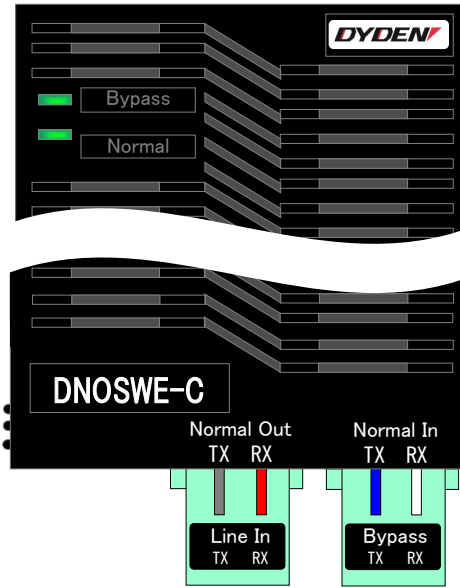 DYDEN
Bypass
Normal
DNOSWE-C
Normal Out
TX RX
Normal In
TX RX
Line In
TX RX
Bypass
TX RX